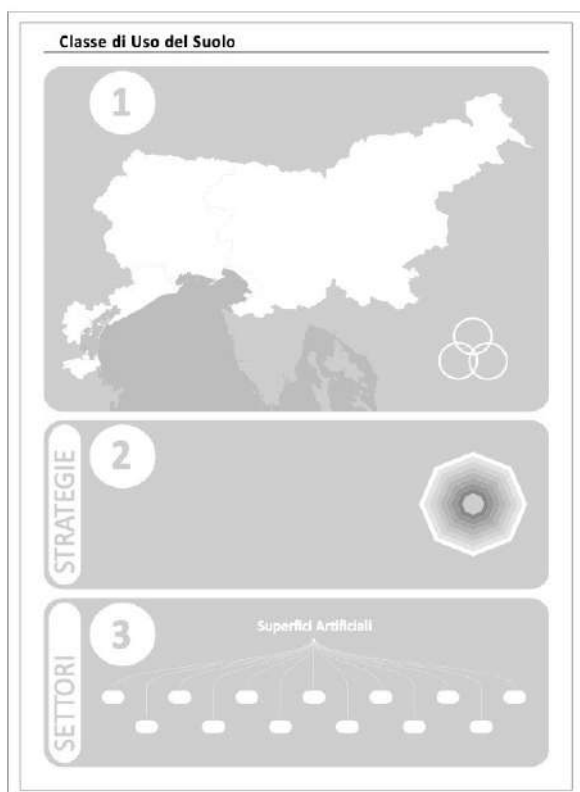 Classe di Uso del Suolo
1
STRATEGIE
2
SETTORI
3
Superfici Artificiali